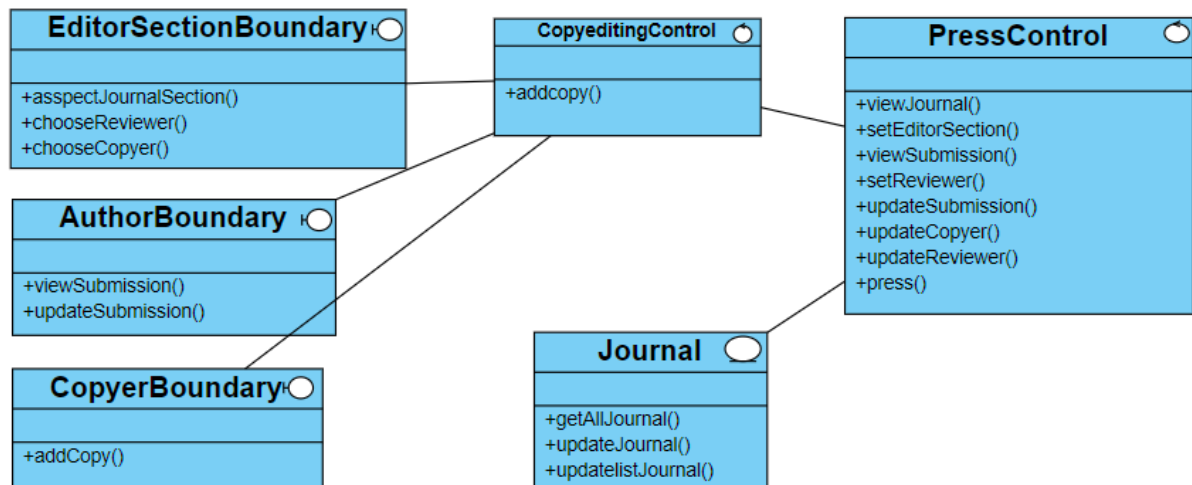 EditorSectionBoundary
+asspectJournalSection()
+chooseReviewer()
+chooseCopyer()
CopyeditingControl
+addcopy()
PressControl
+viewJournal()
+setEditorSection()
+viewSubmission()
+setReviewer()
+updateSubmission()
+updateCopyer()
+updateReviewer()
+press()
AuthorBoundary
+viewSubmission()
+updateSubmission()
CopyerBoundary
+addCopy()
Journal
+getAllJournal()
+updateJournal()
+updatelistJournal()